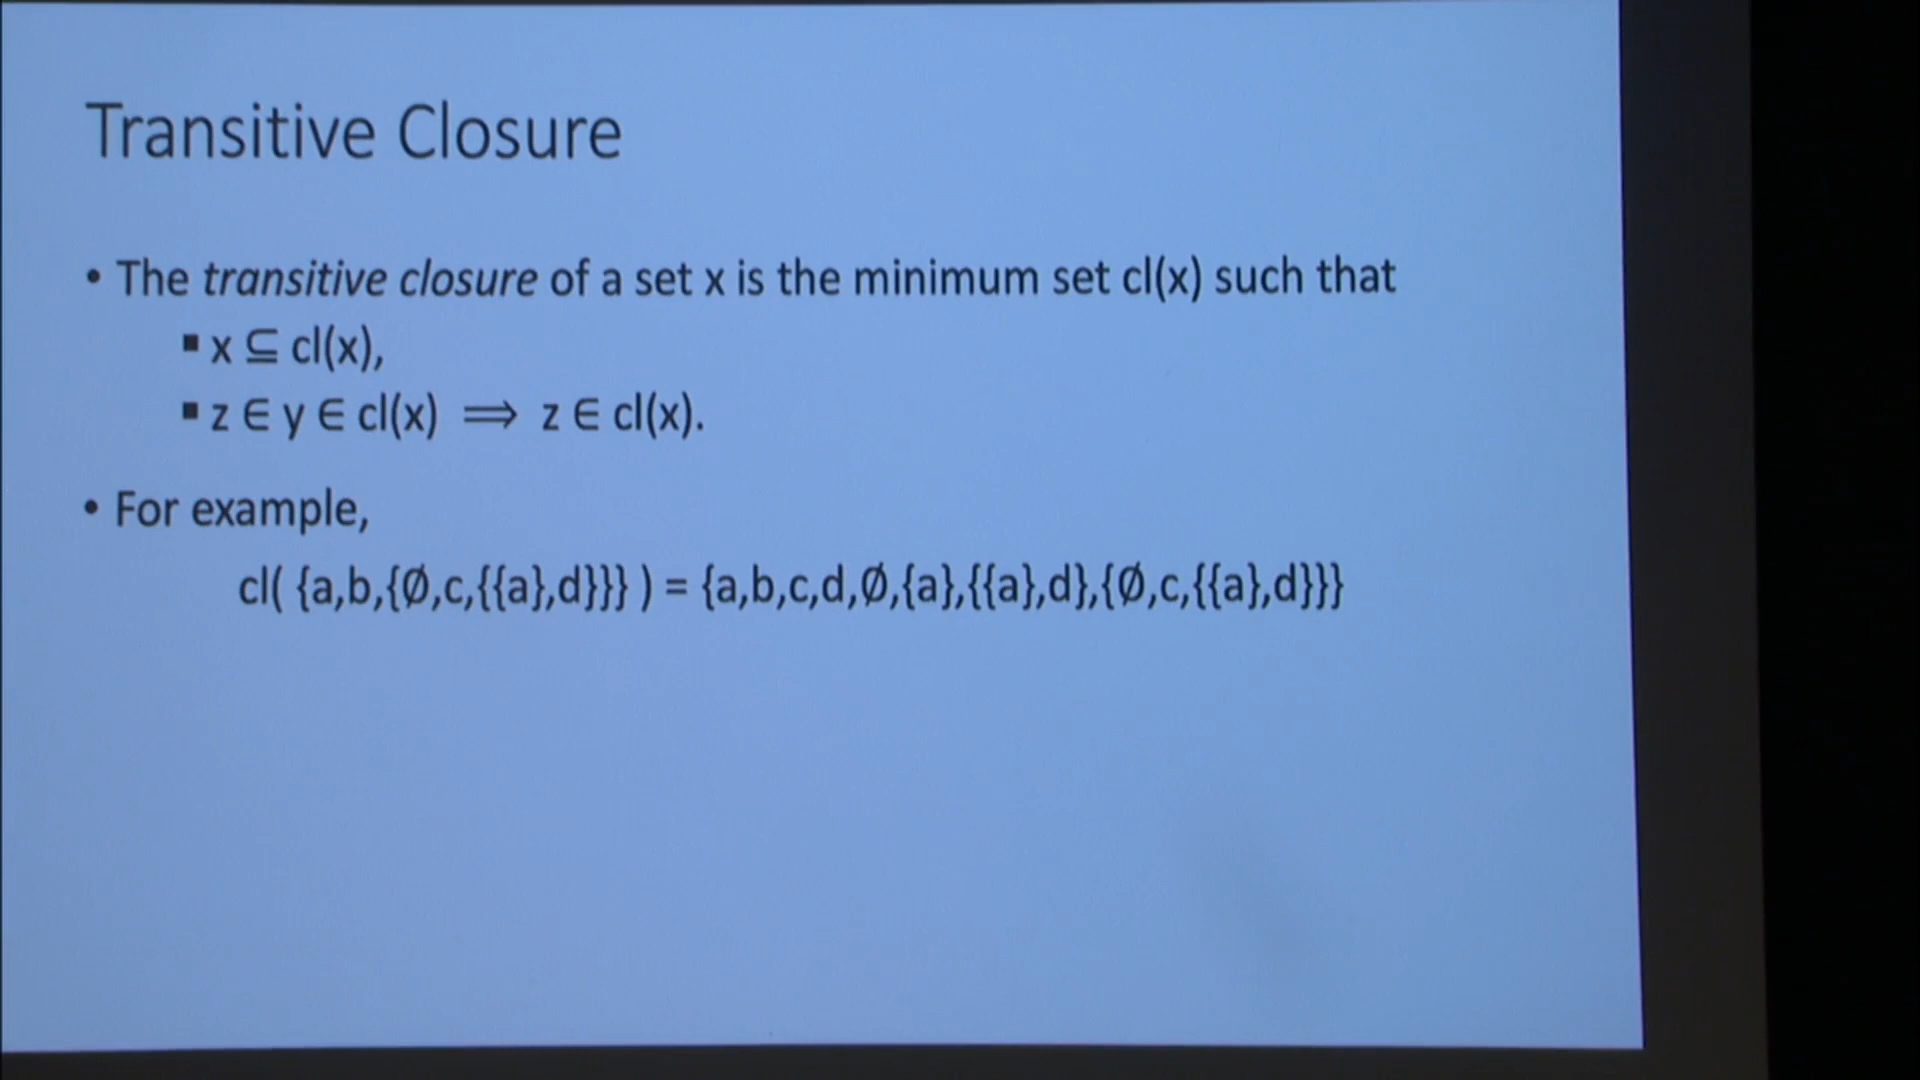 Transitive Closure
• The transitive closure of a set x is the minimum set cl(x) such that
▪ x ⊆ cl(x),
▪ z ∈ y ∈ cl(x) ⟹ z ∈ cl(x).
• For example,
cl( {a,b,{∅,c,{{a},d}}} ) = {a,b,c,d,∅,{a},{{a},d},{∅,c,{{a},d}}}